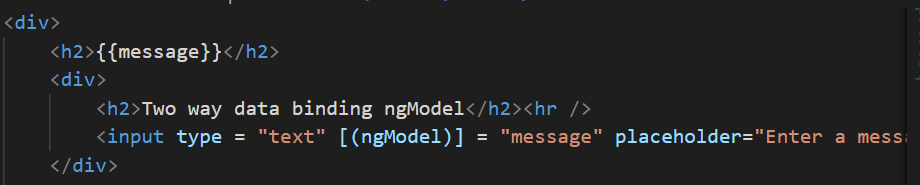 <div>
<h2>{{message}}</h2>
<div>
<h2>Two way data binding ngModel</h2><hr />
<input type = "text" [(ngModel)] = "message" placeholder="Enter a
</div>